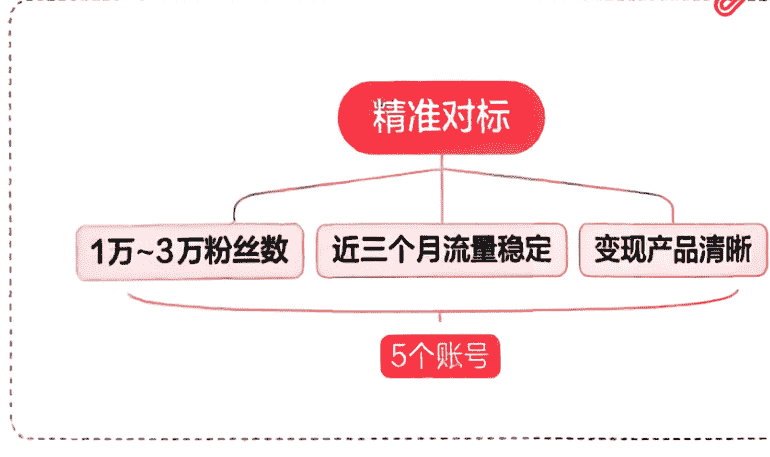 精准对标
1万~3万粉丝数
近三个月流量稳定
变现产品清晰
5个账号